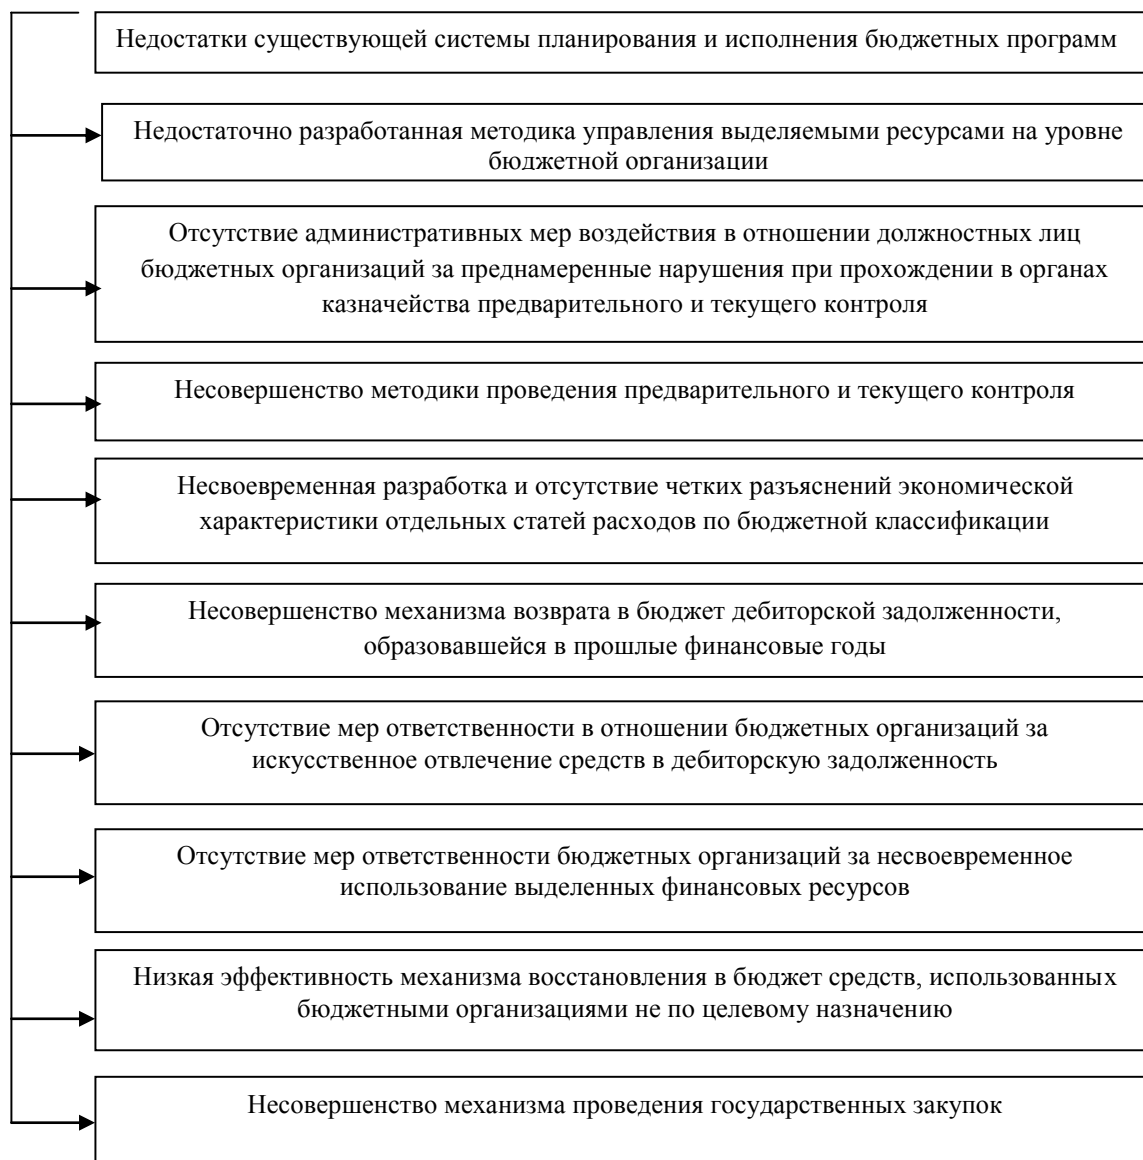 Недостатки существующей системы планирования и исполнения бюджетных программ
Недостаточно разработанная методика управления выделяемыми ресурсами на уровне
бюджетной организации
Отсутствие административных мер воздействия в отношении должностных лиц
бюджетных организаций за преднамеренные нарушения при прохождении в органах
казначейства предварительного и текущего контроля
Несовершенство методики проведения предварительного и текущего контроля
Несвоевременная разработка и отсутствие четких разъяснений экономической
характеристики отдельных статей расходов по бюджетной классификации
Несовершенство механизма возврата в бюджет дебиторской задолженности,
образовавшейся в прошлые финансовые годы
Отсутствие мер ответственности в отношении бюджетных организаций за
искусственное отвлечение средств в дебиторскую задолженность
Отсутствие мер ответственности бюджетных организаций за несвоевременное
использование выделенных финансовых ресурсов
Низкая эффективность механизма восстановления в бюджет средств, использованных
бюджетными организациями не по целевому назначению
Несовершенство механизма проведения государственных закупок